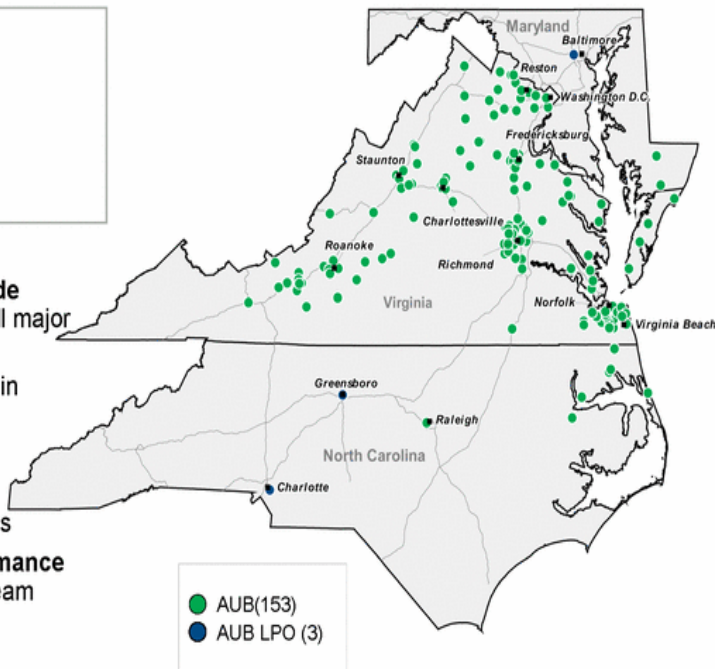 Maryland
Baltimore
Reston
Washington D.C.
Fredericksburg
Staunton
Charlottesville
Roanoke
Richmond
Virginia
Norfolk
Virginia Beach
de
ll major
in
Greensboro
Raleigh
North Carolina
Charlotte
s
mance
eam
AUB(153)
AUB LPO (3)